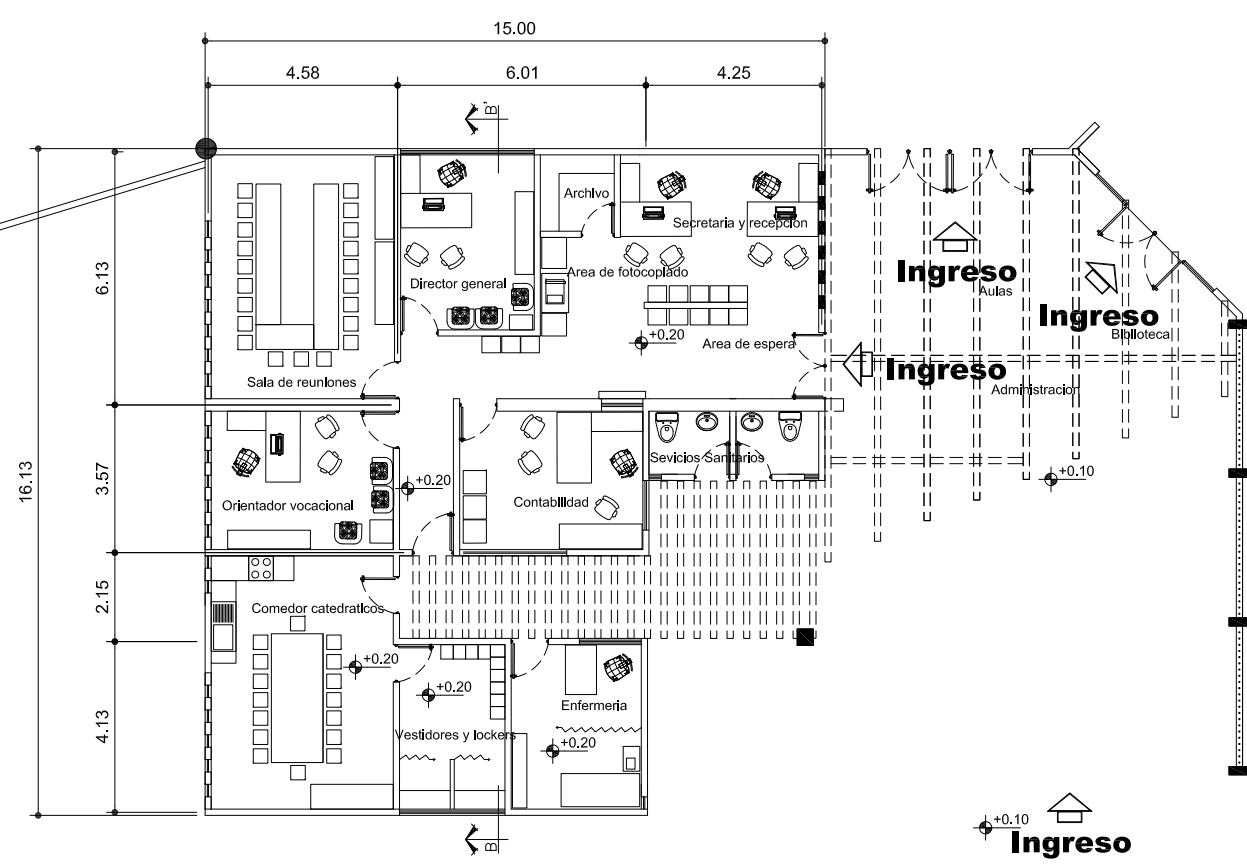 15.00
4.58
6.01
4.25
B'
Archivo
Secretaria y recepcion
Area de fotocopiado
Director general
6.13
Ingreso
Aulas
Ingreso
Biblioteca
+0.20
Area de espera
Sala de reuniones
Ingreso
Administracion
16.13
3.57
Sevicios Sanitarios
+0.10
+0.20
Orientador vocacional
Contabilidad
2.15
Comedor catedraticos
+0.20
+0.20
Enfermeria
4.13
Vestidores y lockers
+0.20
B
+0.10
Ingreso